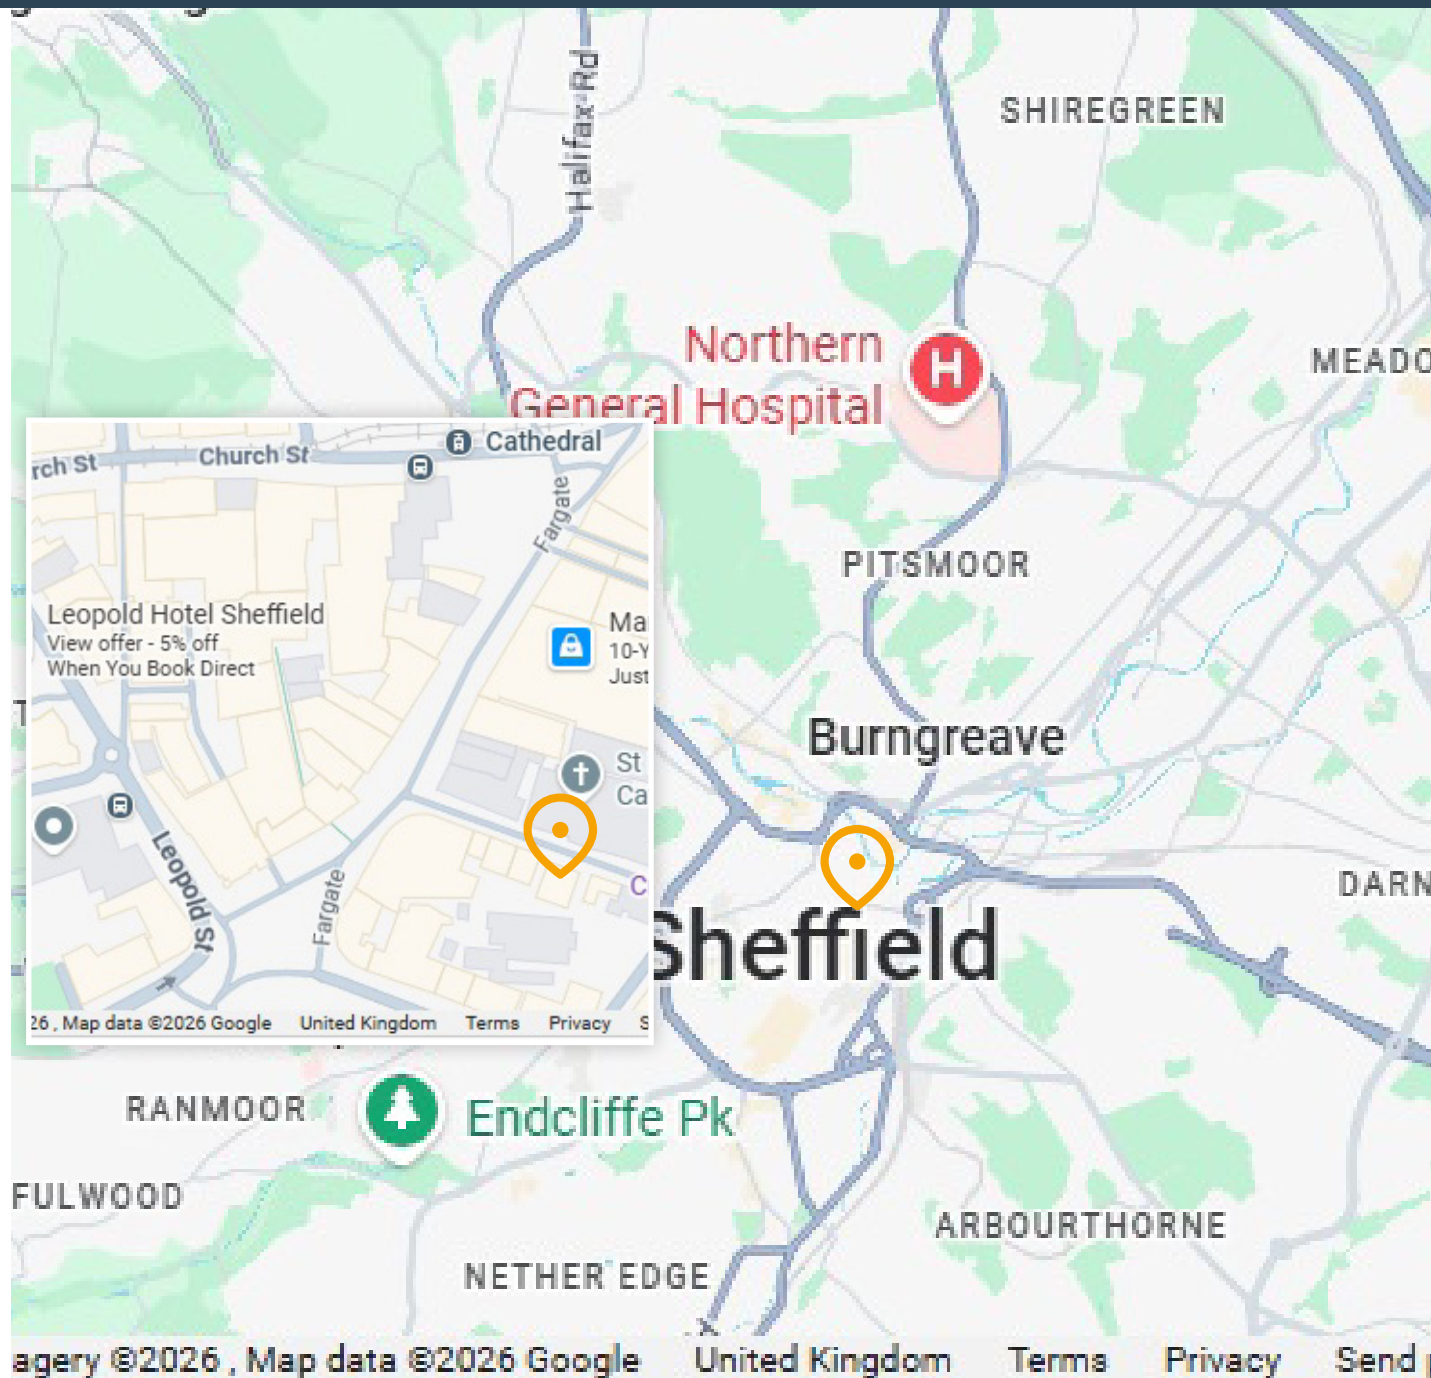 Halifax Rd
SHIREGREEN
Northern
General Hospital
H
PITSMOOR
Burngreave
Sheffield
RANMOOR
Endcliffe Pk
FULWOOD
ARBOURTHORNE
NETHER EDGE
agery ©2026 , Map data ©2026 Google United Kingdom Terms Privacy Send
Cathedral
Church St
rch St
Fargate
Leopold Hotel Sheffield
View offer - 5% off
When You Book Direct
Ma
10-Y
Just
St
Ca
Leopold St
Fargate
C
26 , Map data ©2026 Google United Kingdom Terms Privacy S
MEADO
DARN